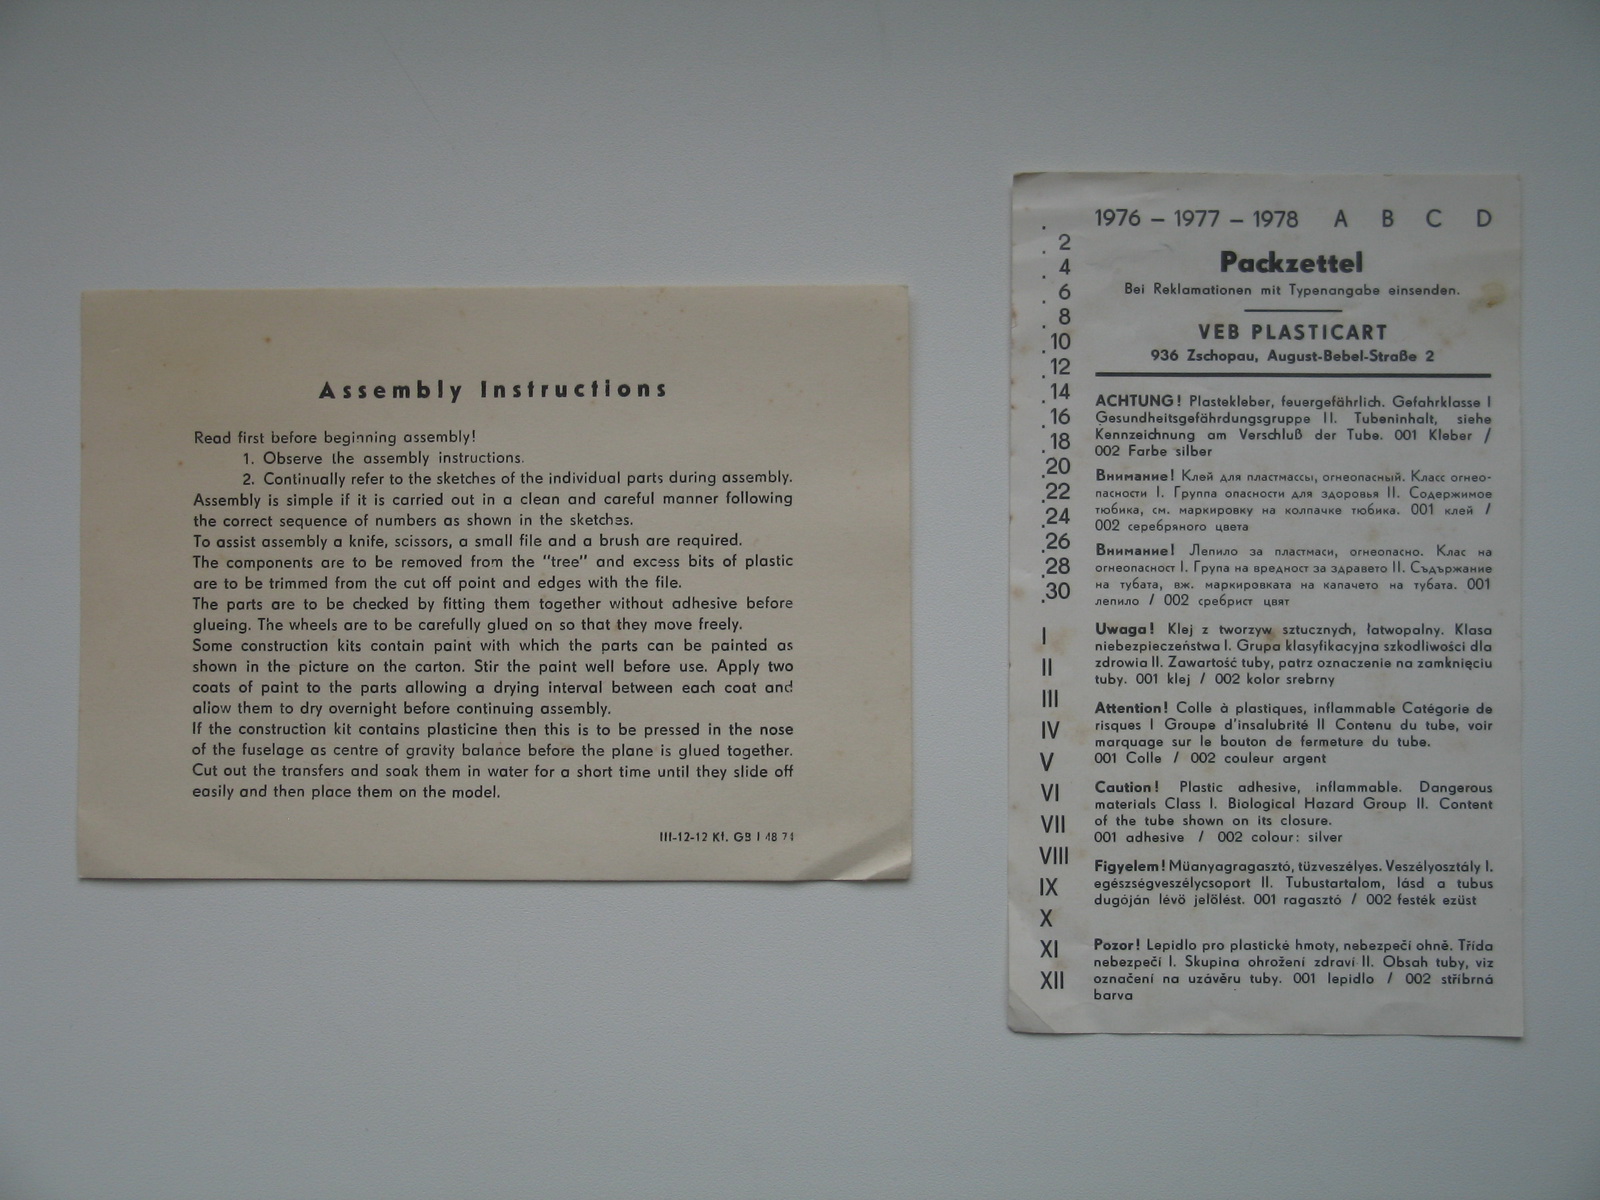 Assembly Instructions
Read first before beginning assembly!
1. Observe the assembly instructions.
2. Continually refer to the sketches of the individual parts during assembly.
Assembly is simple if it is carried out in a clean and careful manner following
the correct sequence of numbers as shown in the sketches.
To assist assembly a knife, scissors, a small file and a brush are required.
The components are to be removed from the "tree" and excess bits of plastic
are to be trimmed from the cut off point and edges with the file.
The parts are to be checked by fitting them together without adhesive before
glueing. The wheels are to be carefully glued on so that they move freely.
Some construction kits contain paint with which the parts can be painted as
shown in the picture on the carton. Stir the paint well before use. Apply two
coats of paint to the parts allowing a drying interval between each coat and
allow them to dry overnight before continuing assembly.
If the construction kit contains plasticine then this is to be pressed in the nose
of the fuselage as centre of gravity balance before the plane is glued together.
Cut out the transfers and soak them in water for a short time until they slide off
easily and then place them on the model.
III-12-12 Kf. GB I 48
1976 – 1977 – 1978 A B C D
. 2
. 4
. 6
. 8
. 10
. 12
. 14
. 16
. 18
. 20
. 22
. 24
. 26
. 28
. 30
I
II
III
IV
V
VI
VII
VIII
IX
X
XI
XII
Packzettel
Bei Reklamationen mit Typenangabe einsenden.
VEB PLASTICART
936 Zschopau, August-Bebel-Straße 2
ACHTUNG! Plastekleber, feuergefährlich. Gefahrklasse I
Gesundheitsgefährdungsgruppe II. Tubeninhalt, siehe
Kennzeichnung am Verschluß der Tube. 001 Kleber /
002 Farbe silber
Внимание! Клей для пластмассы, огнеопасный. Класс огнео-
пасности I. Группа опасности для здоровья II. Содержимое
тюбика, см. маркировку на колпачке тюбика. 001 клей /
002 серебряного цвета
Внимание! Лепило за пластмаси, огнеопасно. Клас на
огнеопасност I. Група на вредност за здравето II. Съдържание
на тубата, вж. маркировката на капачето на тубата. 001
лепило / 002 сребрист цвят
Uwaga! Klej z tworzyw sztucznych, łatwopalny. Klasa
niebezpieczeństwa I. Grupa klasyfikacyjna szkodliwości dla
zdrowia II. Zawartość tuby, patrz oznaczenie na zamknięciu
tuby. 001 klej / 002 kolor srebrny
Attention! Colle à plastiques, inflammable Catégorie de
risques I Groupe d'insalubrité II Contenu du tube, voir
marquage sur le bouton de fermeture du tube.
001 Colle / 002 couleur argent
Caution! Plastic adhesive, inflammable. Dangerous
materials Class I. Biological Hazard Group II. Content
of the tube shown on its closure.
001 adhesive / 002 colour: silver
Figyelem! Müanyagragasztó, tüzveszélyes. Veszélyosztály I.
egészségveszélycsoport II. Tubustartalom, lásd a tubus
dugóján lévö jelölést. 001 ragasztó / 002 festék ezüst
Pozor! Lepidlo pro plastické hmoty, nebezpečí ohně. Třída
nebezpečí I. Skupina ohrožení zdraví II. Obsah tuby, viz
označení na uzávěru tuby. 001 lepidlo / 002 stříbrná
barva